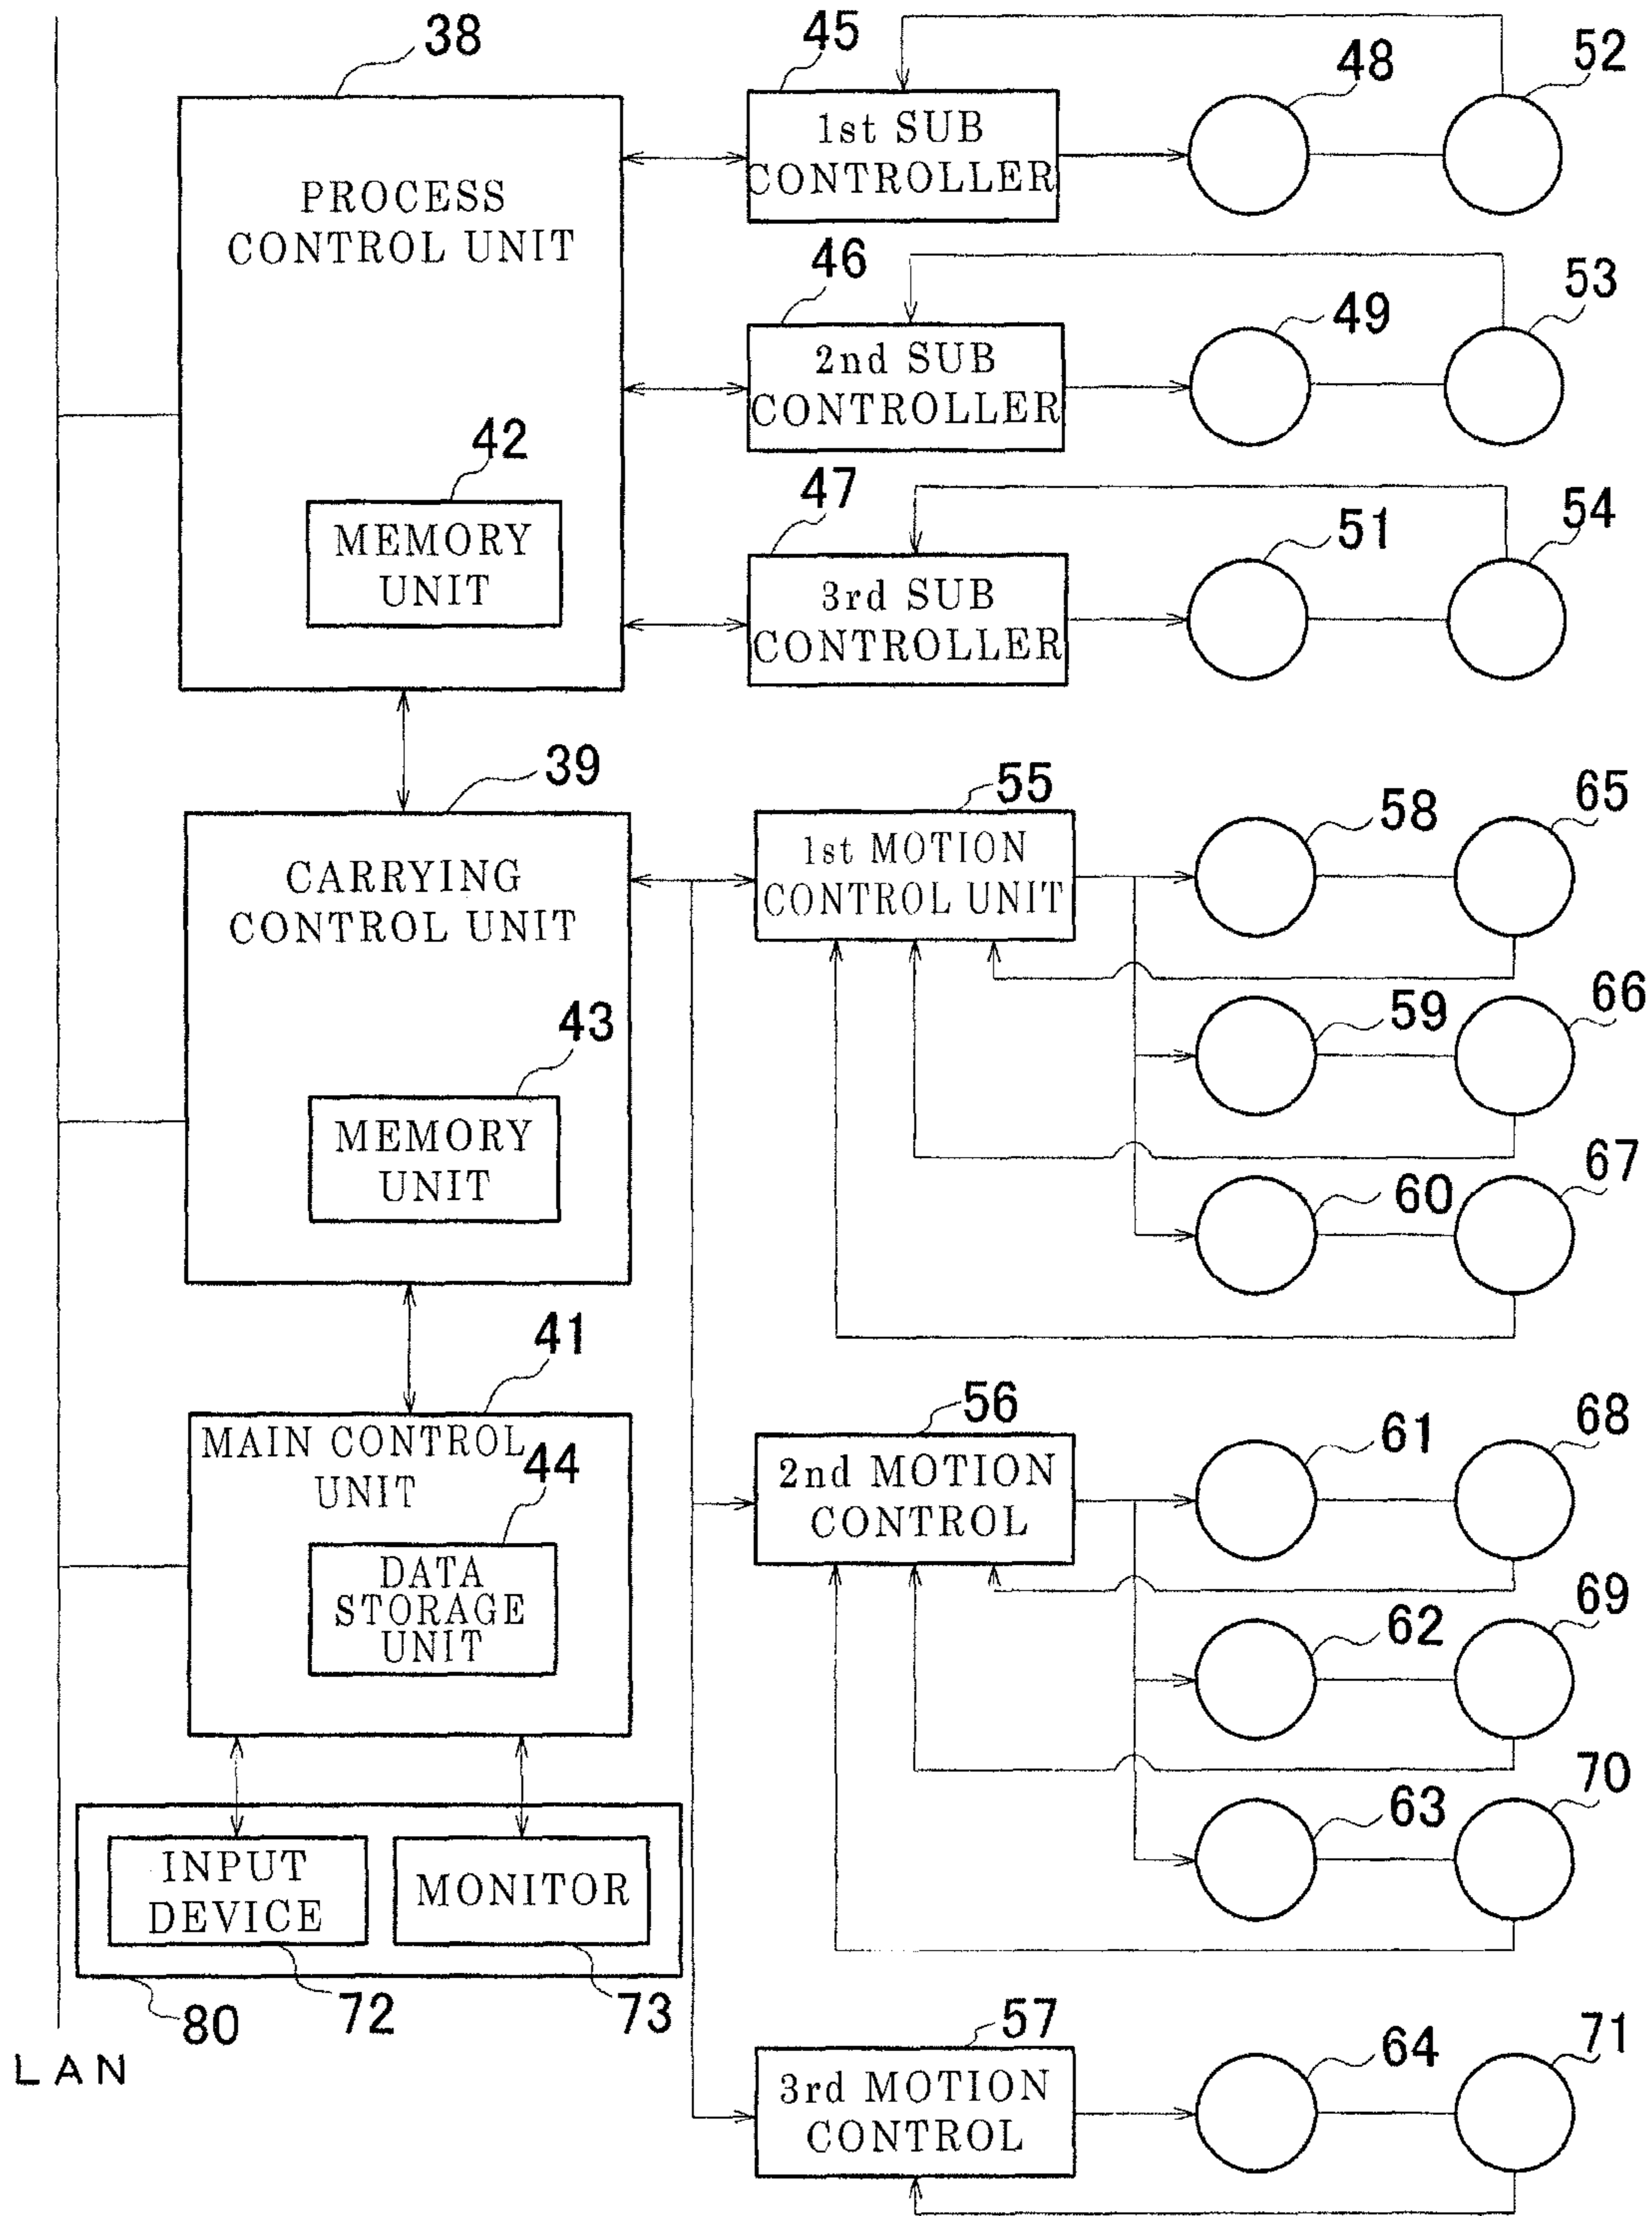 38
PROCESS
CONTROL UNIT
42
MEMORY
UNIT
45
1st SUB
CONTROLLER
48
52
46
2nd SUB
CONTROLLER
49
53
47
3rd SUB
CONTROLLER
51
54
39
CARRYING
CONTROL UNIT
43
MEMORY
UNIT
55
1st MOTION
CONTROL UNIT
58
65
59
66
60
67
41
MAIN CONTROL
UNIT
44
DATA
STORAGE
UNIT
56
2nd MOTION
CONTROL
61
68
62
69
63
70
INPUT
DEVICE
MONITOR
80
72
73
LAN
57
3rd MOTION
CONTROL
64
71